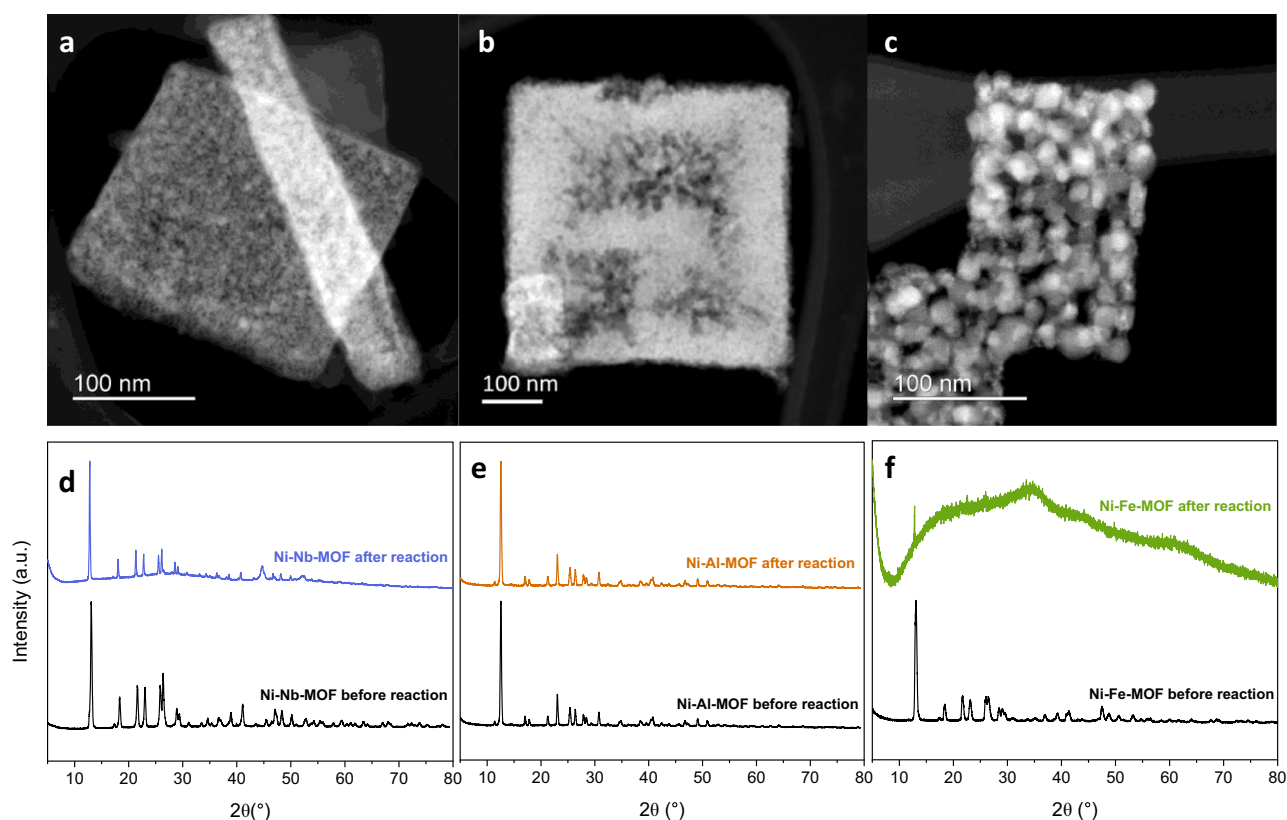 a
b
c
100 nm
100 nm
100 nm
d
e
f
Ni-Nb-MOF after reaction
Ni-Al-MOF after reaction
Ni-Fe-MOF after reaction
Intensity (a.u.)
Ni-Nb-MOF before reaction
Ni-Al-MOF before reaction
Ni-Fe-MOF before reaction
10 20 30 40 50 60 70 80
10 20 30 40 50 60 70 80
10 20 30 40 50 60 70 80
2θ(°)
2θ (°)
2θ (°)